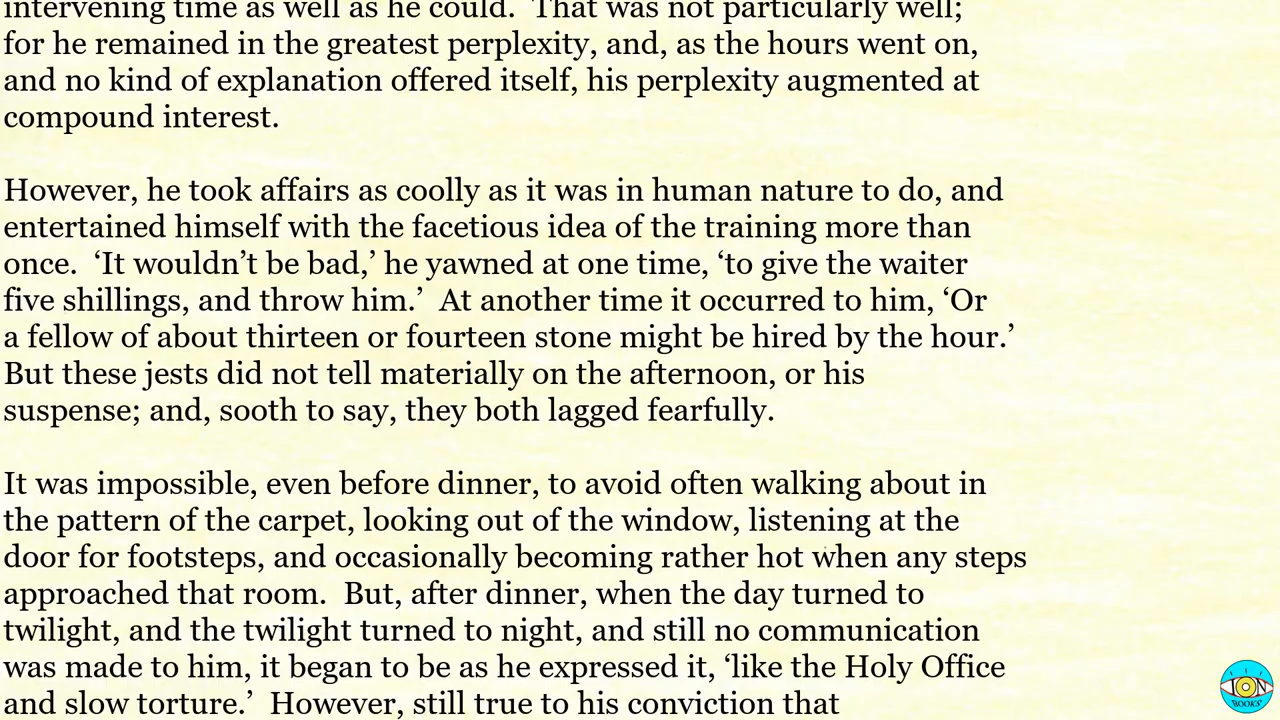 intervening time as well as he could.  That was not particularly well;
for he remained in the greatest perplexity, and, as the hours went on,
and no kind of explanation offered itself, his perplexity augmented at
compound interest.
However, he took affairs as coolly as it was in human nature to do, and
entertained himself with the facetious idea of the training more than
once.  ‘It wouldn’t be bad,’ he yawned at one time, ‘to give the waiter
five shillings, and throw him.’  At another time it occurred to him, ‘Or
a fellow of about thirteen or fourteen stone might be hired by the hour.’
But these jests did not tell materially on the afternoon, or his
suspense; and, sooth to say, they both lagged fearfully.
It was impossible, even before dinner, to avoid often walking about in
the pattern of the carpet, looking out of the window, listening at the
door for footsteps, and occasionally becoming rather hot when any steps
approached that room.  But, after dinner, when the day turned to
twilight, and the twilight turned to night, and still no communication
was made to him, it began to be as he expressed it, ‘like the Holy Office
and slow torture.’  However, still true to his conviction that
ION
BOOKS